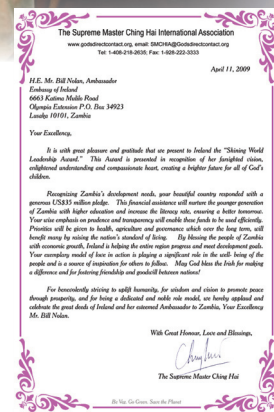 The Supreme Master Ching Hai International Association
www.godsdirectcontact.org, email: SMCHIA@Godsdirectcontact.org
Tel: 1-408-218-2635; Fax: 1-928-222-3333
April 11, 2009
H.E. Mr. Bill Nolan, Ambassador
Embassy of Ireland
6663 Katima Mulilo Road
Olympia Extension P.O. Box 34923
Lusaka 10101, Zambia
Your Excellency,
It is with great pleasure and gratitude that we present to Ireland the "Shining World
Leadership Award." This Award is presented in recognition of her farsighted vision,
enlightened understanding and compassionate heart, creating a brighter future for all of God's
children.
Recognizing Zambia's development needs, your beautiful country responded with a
generous US$35 million pledge. This financial assistance will nurture the younger generation
of Zambia with higher education and increase the literacy rate, ensuring a better tomorrow.
Your wise emphasis on prudence and transparency will enable these funds to be used efficiently.
Priorities will be given to health, agriculture and governance which over the long term, will
benefit many by raising the nation's standard of living. By blessing the people of Zambia
with economic growth, Ireland is helping the entire region progress and meet development goals.
Your exemplary model of love in action is playing a significant role in the well- being of the
people and is a source of inspiration for others to follow. May God bless the Irish for making
a difference and for fostering friendship and goodwill between nations!
For benevolently striving to uplift humanity, for wisdom and vision to promote peace
through prosperity, and for being a dedicated and noble role model, we hereby applaud and
celebrate the great deeds of Ireland and her esteemed Ambassador to Zambia, Your Excellency
Mr. Bill Nolan.
With Great Honour, Love and Blessings,
The Supreme Master Ching Hai
Be Veg. Go Green. Save the Planet